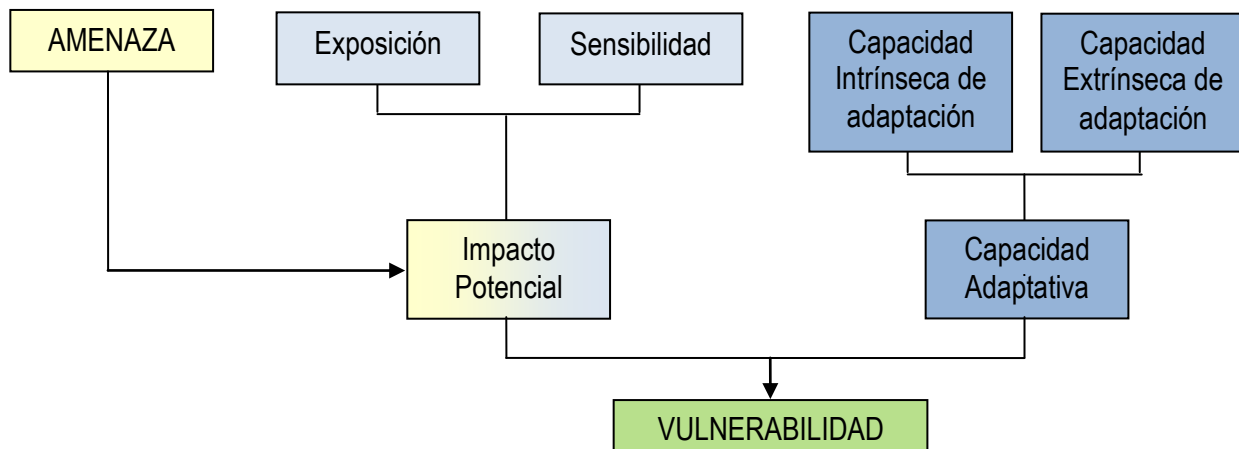 AMENAZA
Exposición
Sensibilidad
Capacidad
Intrínseca de
adaptación
Capacidad
Extrínseca de
adaptación
Impacto
Potencial
Capacidad
Adaptativa
VULNERABILIDAD